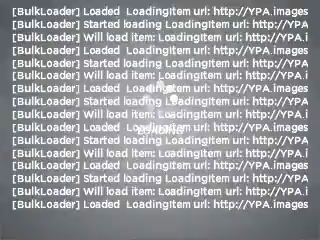 [BulkLoader] Loaded LoadingItem url: http://YPA.images
[BulkLoader] Started loading LoadingItem url: http://YPA
[BulkLoader] Will load item: LoadingItem url: http://YPA.i
[BulkLoader] Loaded LoadingItem url: http://YPA.images
[BulkLoader] Started loading LoadingItem url: http://YPA
[BulkLoader] Will load item: LoadingItem url: http://YPA.i
[BulkLoader] Loaded LoadingItem url: http://YPA.images
[BulkLoader] Started loading LoadingItem url: http://YPA
[BulkLoader] Will load item: LoadingItem url: http://YPA.i
[BulkLoader] Loaded LoadingItem url: http://YPA.images
LOADING
[BulkLoader] Started loading LoadingItem url: http://YPA
[BulkLoader] Will load item: LoadingItem url: http://YPA.i
[BulkLoader] Loaded LoadingItem url: http://YPA.images
[BulkLoader] Started loading LoadingItem url: http://YPA
[BulkLoader] Will load item: LoadingItem url: http://YPA.i
[BulkLoader] Loaded LoadingItem url: http://YPA.images